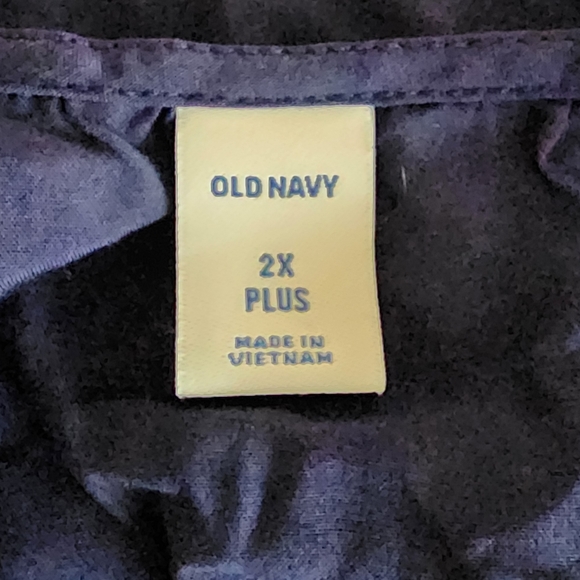 OLD NAVY
2X
PLUS
MADE IN
VIETNAM